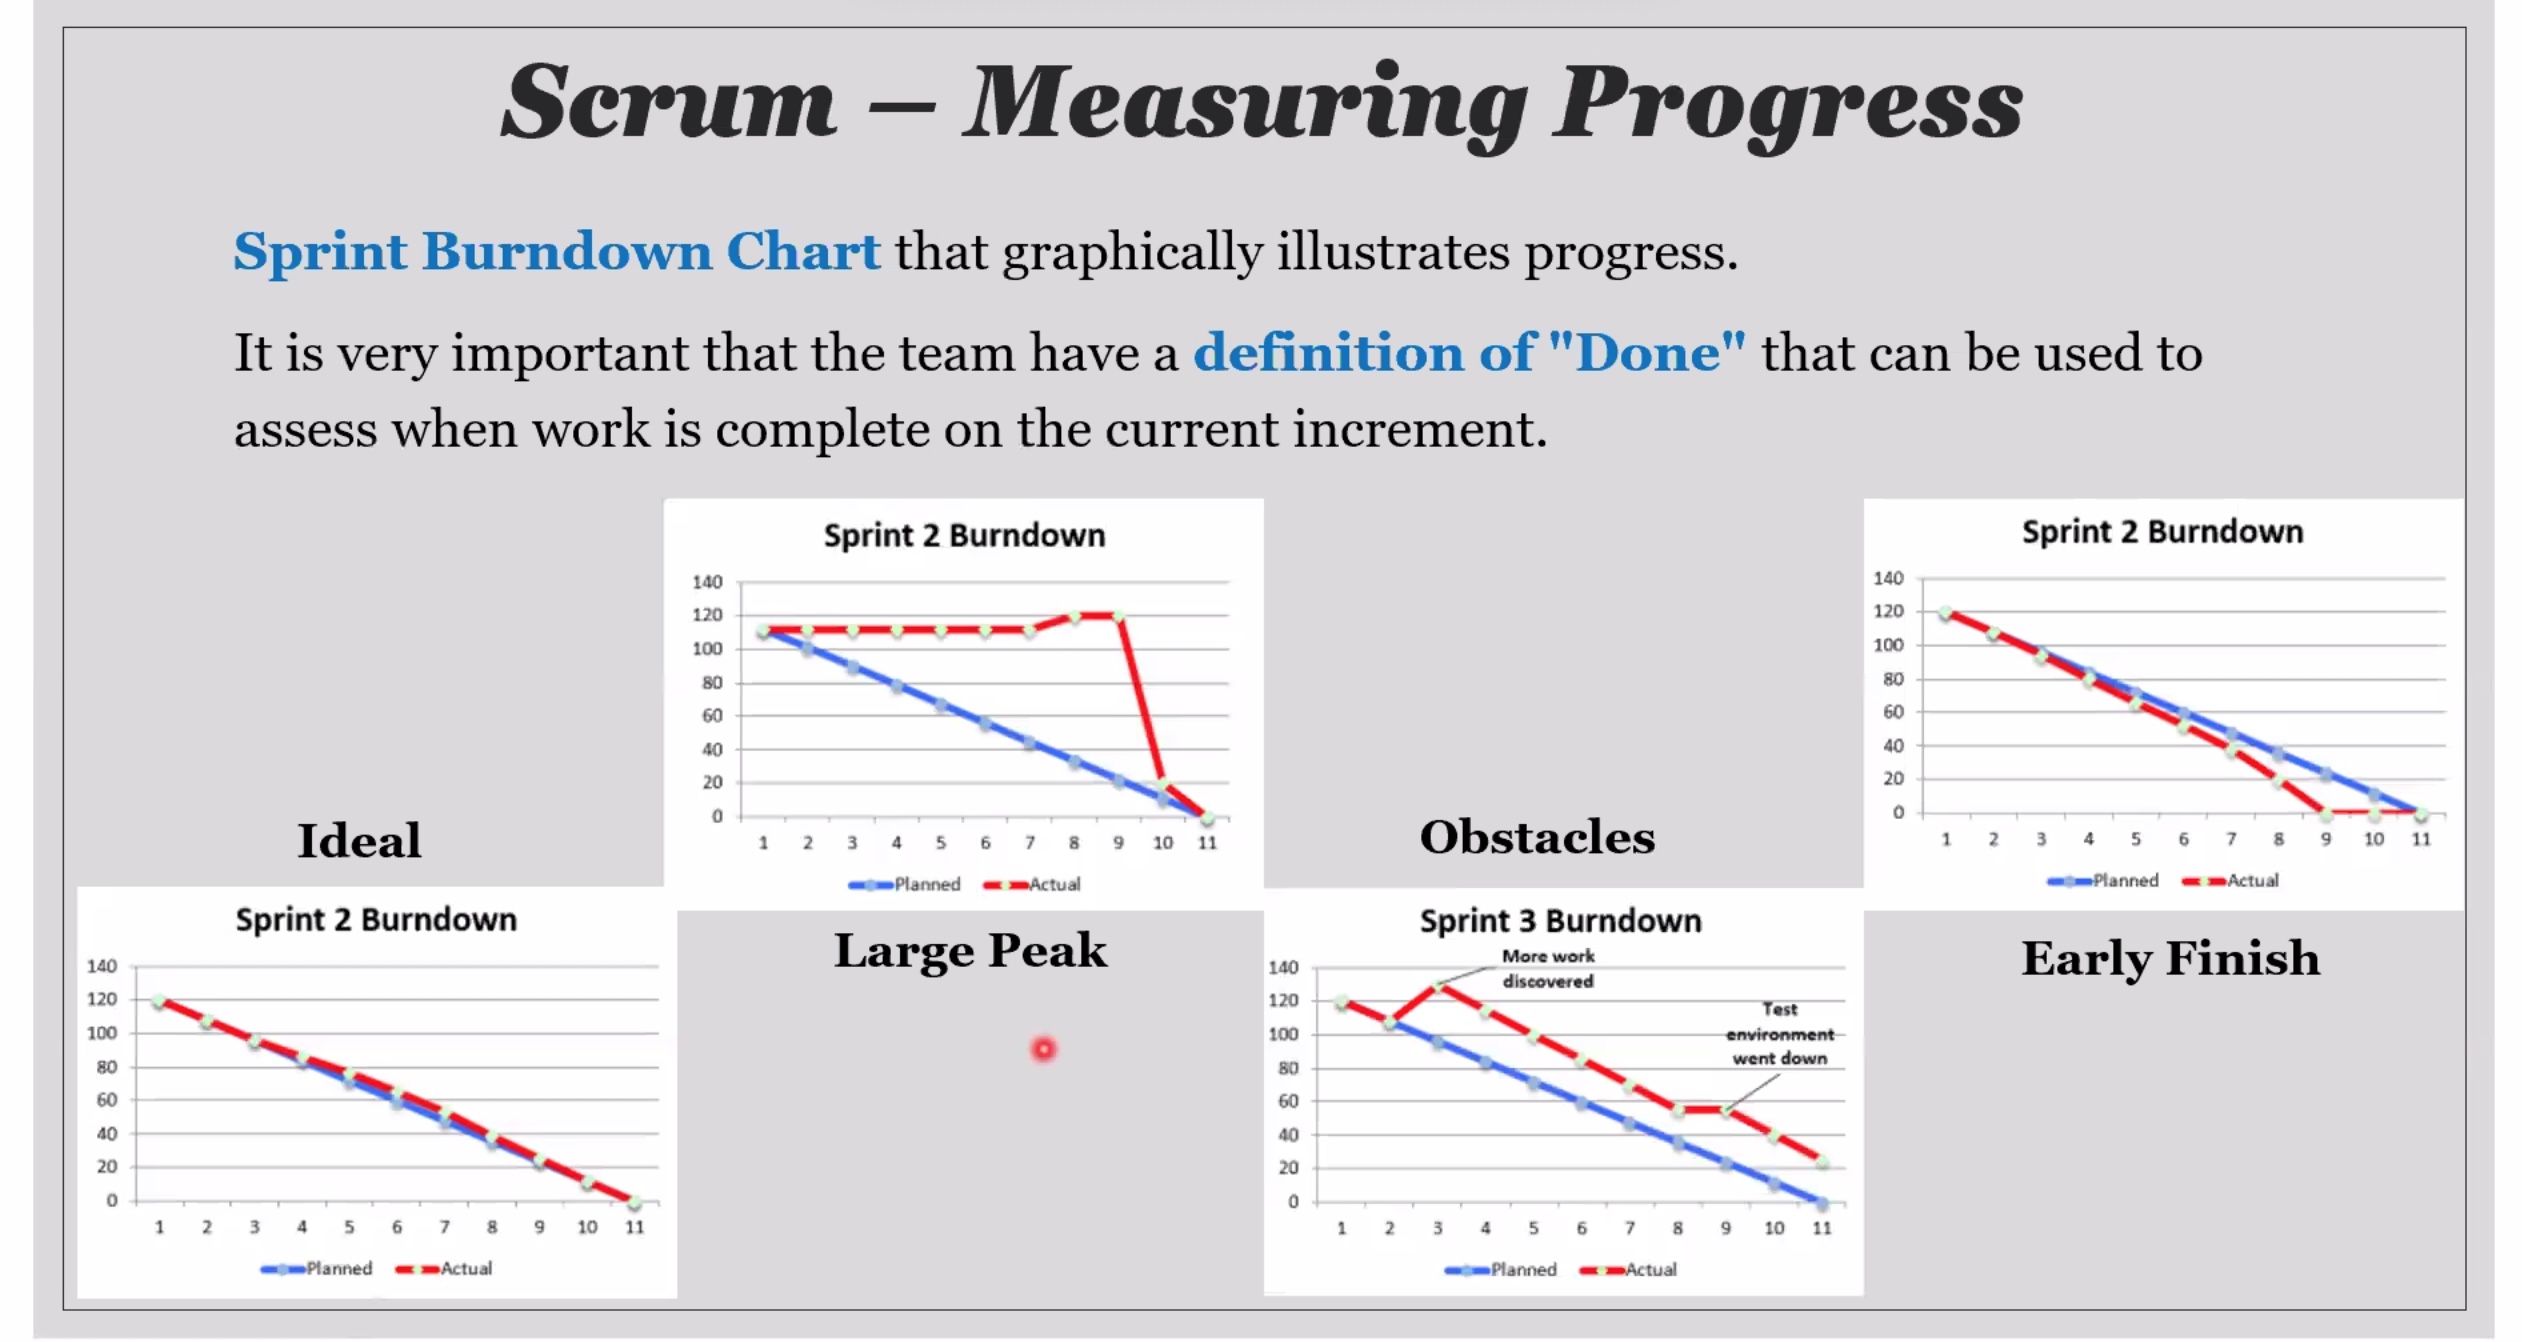 Scrum – Measuring Progress
Sprint Burndown Chart that graphically illustrates progress.
It is very important that the team have a definition of "Done" that can be used to
assess when work is complete on the current increment.
Ideal
Sprint 2 Burndown
140
120
100
80
60
40
20
0
1 2 3 4 5 6 7 8 9 10 11
Planned Actual
Sprint 2 Burndown
140
120
100
80
60
40
20
0
1 2 3 4 5 6 7 8 9 10 11
Planned Actual
Large Peak
Obstacles
Sprint 3 Burndown
More work
discovered
Test
environment
went down
140
120
100
80
60
40
20
0
1 2 3 4 5 6 7 8 9 10 11
Planned Actual
Sprint 2 Burndown
140
120
100
80
60
40
20
0
1 2 3 4 5 6 7 8 9 10 11
Planned Actual
Early Finish